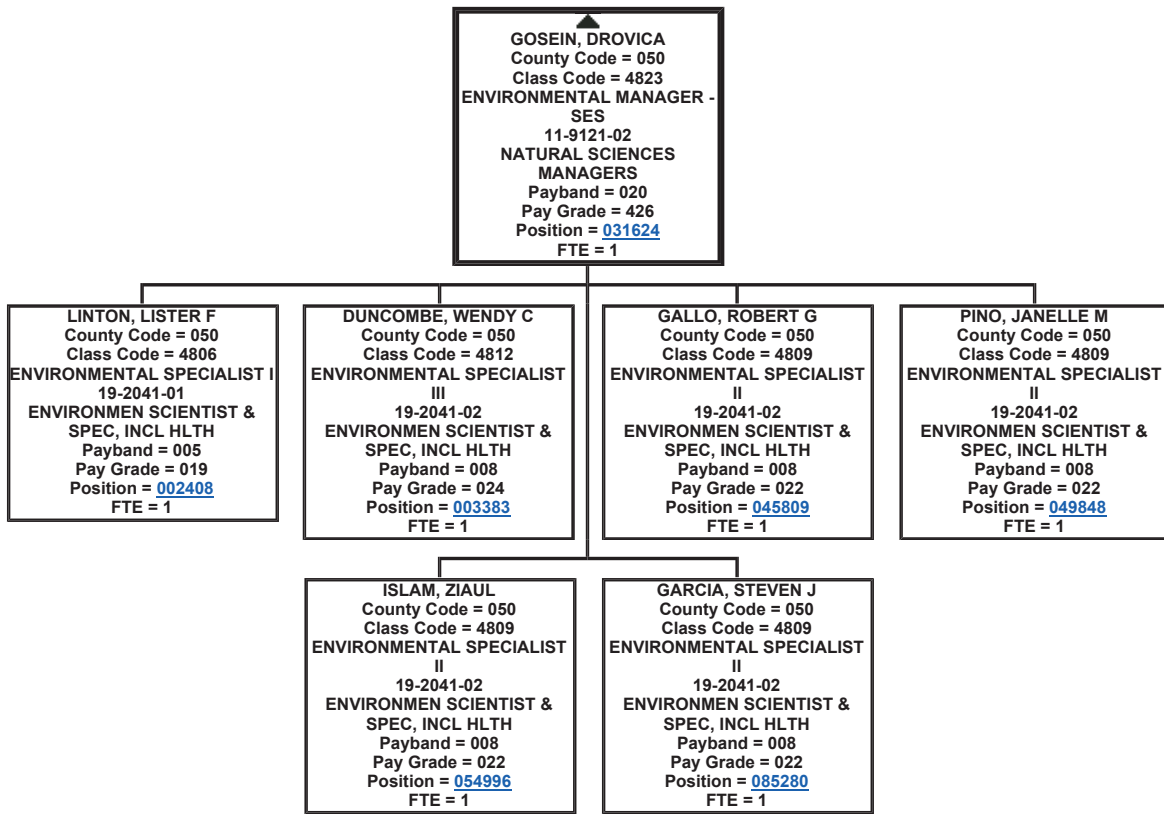 GOSEIN, DROVICA
County Code = 050
Class Code = 4823
ENVIRONMENTAL MANAGER -
SES
11-9121-02
NATURAL SCIENCES
MANAGERS
Payband = 020
Pay Grade = 426
Position = 031624
FTE = 1
LINTON, LISTER F
County Code = 050
Class Code = 4806
ENVIRONMENTAL SPECIALIST I
19-2041-01
ENVIRONMEN SCIENTIST &
SPEC, INCL HLTH
Payband = 005
Pay Grade = 019
Position = 002408
FTE = 1
DUNCOMBE, WENDY C
County Code = 050
Class Code = 4812
ENVIRONMENTAL SPECIALIST
III
19-2041-02
ENVIRONMEN SCIENTIST &
SPEC, INCL HLTH
Payband = 008
Pay Grade = 024
Position = 003383
FTE = 1
GALLO, ROBERT G
County Code = 050
Class Code = 4809
ENVIRONMENTAL SPECIALIST
II
19-2041-02
ENVIRONMEN SCIENTIST &
SPEC, INCL HLTH
Payband = 008
Pay Grade = 022
Position = 045809
FTE = 1
PINO, JANELLE M
County Code = 050
Class Code = 4809
ENVIRONMENTAL SPECIALIST
II
19-2041-02
ENVIRONMEN SCIENTIST &
SPEC, INCL HLTH
Payband = 008
Pay Grade = 022
Position = 049848
FTE = 1
ISLAM, ZIAUL
County Code = 050
Class Code = 4809
ENVIRONMENTAL SPECIALIST
II
19-2041-02
ENVIRONMEN SCIENTIST &
SPEC, INCL HLTH
Payband = 008
Pay Grade = 022
Position = 054996
FTE = 1
GARCIA, STEVEN J
County Code = 050
Class Code = 4809
ENVIRONMENTAL SPECIALIST
II
19-2041-02
ENVIRONMEN SCIENTIST &
SPEC, INCL HLTH
Payband = 008
Pay Grade = 022
Position = 085280
FTE = 1